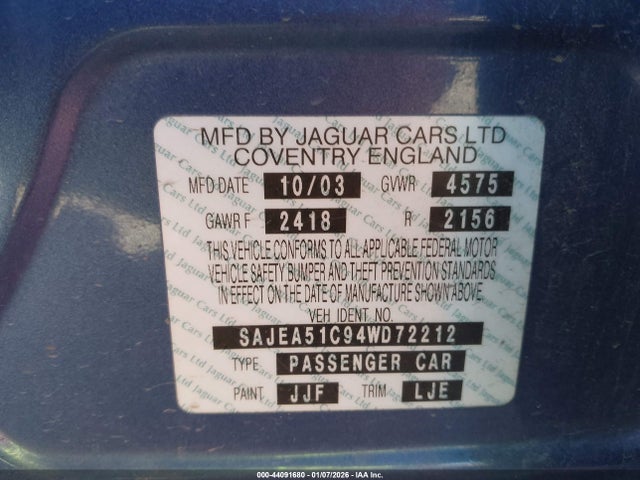 MFD BY JAGUAR CARS LTD
COVENTRY ENGLAND
MFD DATE 10/03 GVWR 4575
GAWR F 2418 R 2156
THIS VEHICLE CONFORMS TO ALL APPLICABLE FEDERAL MOTOR
VEHICLE SAFETY BUMPER AND THEFT PREVENTION STANDARDS
IN EFFECT ON THE DATE OF MANUFACTURE SHOWN ABOVE.
VEH IDENT NO.
SAJEA51C94WD72212
TYPE PASSENGER CAR
PAINT JJF TRIM LJE
000-44091680 - 01/07/2026 - IAA Inc.